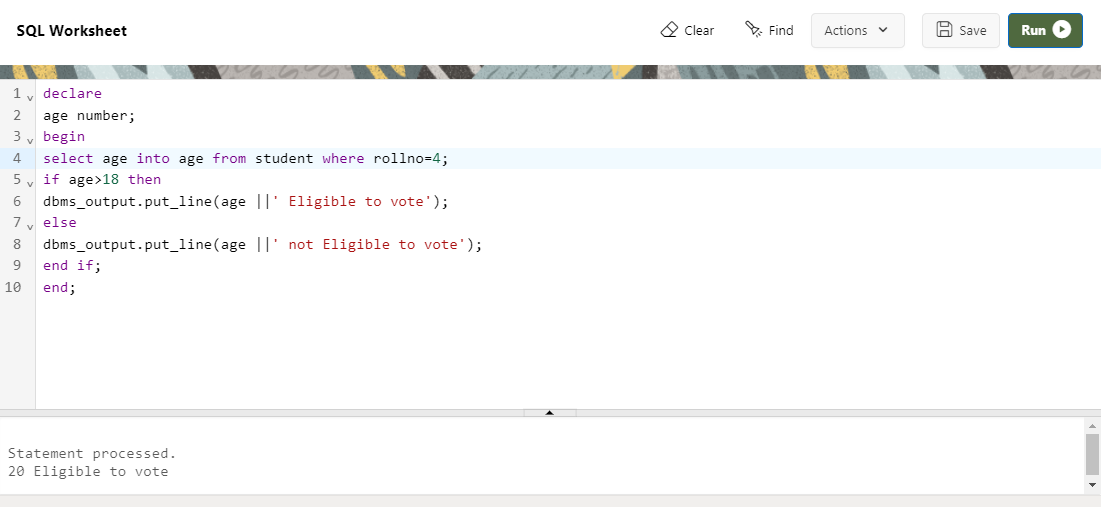 SQL Worksheet Clear Find Actions Save Run
1 declare
2 age number;
3 begin
4 select age into age from student where rollno=4;
5 if age>18 then
6 dbms_output.put_line(age ||' Eligible to vote');
7 else
8 dbms_output.put_line(age ||' not Eligible to vote');
9 end if;
10 end;
Statement processed.
20 Eligible to vote